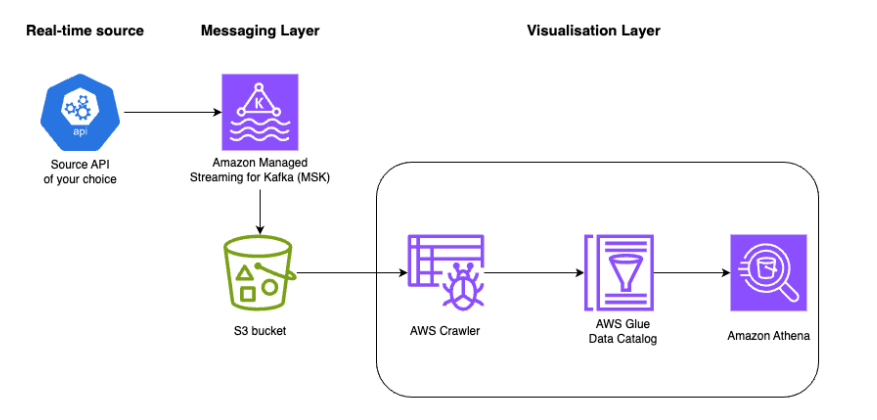 Real-time source
Messaging Layer
Visualisation Layer
api
K
Source API
of your choice
Amazon Managed
Streaming for Kafka (MSK)
S3 bucket
AWS Crawler
AWS Glue
Data Catalog
Amazon Athena